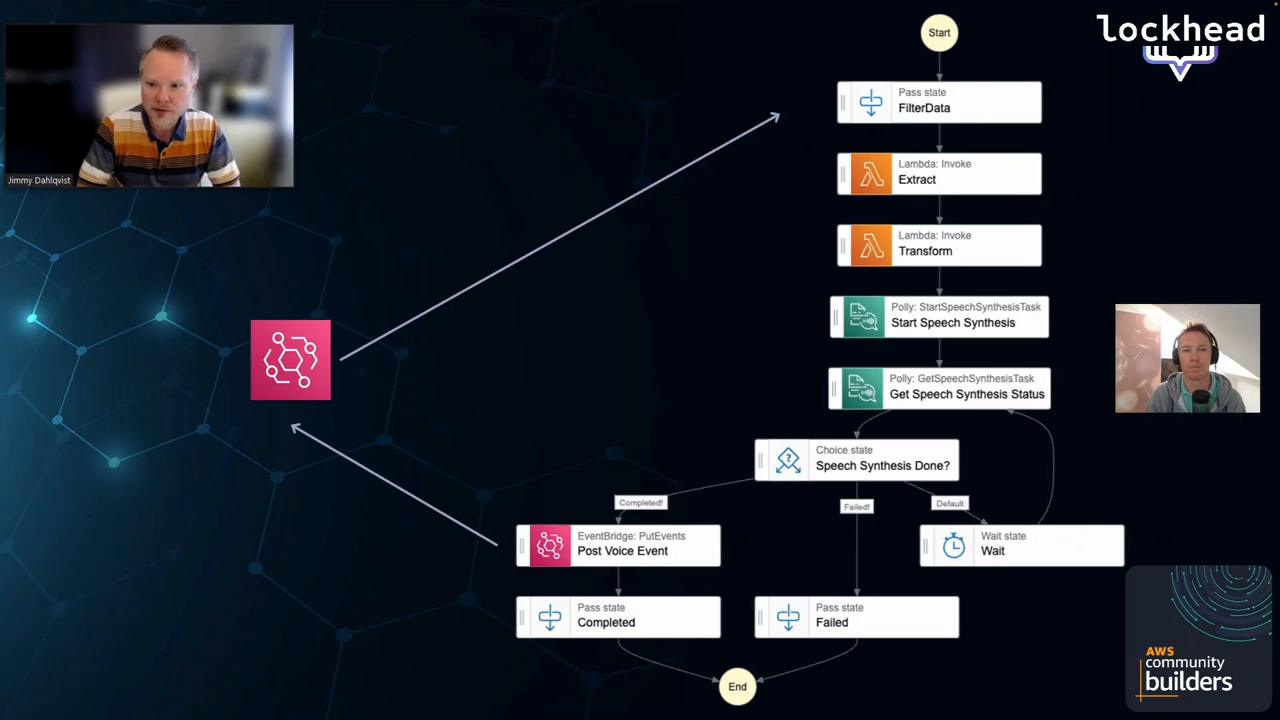 Jimmy Dahlqvist
lockhead
Start
Pass state
FilterData
Lambda: Invoke
Extract
Lambda: Invoke
Transform
Polly: StartSpeechSynthesisTask
Start Speech Synthesis
Polly: GetSpeechSynthesisTask
Get Speech Synthesis Status
Choice state
Speech Synthesis Done?
Completed!
Failed!
Default
EventBridge: PutEvents
Post Voice Event
Wait state
Wait
Pass state
Completed
Pass state
Failed
End
AWS
community
builders